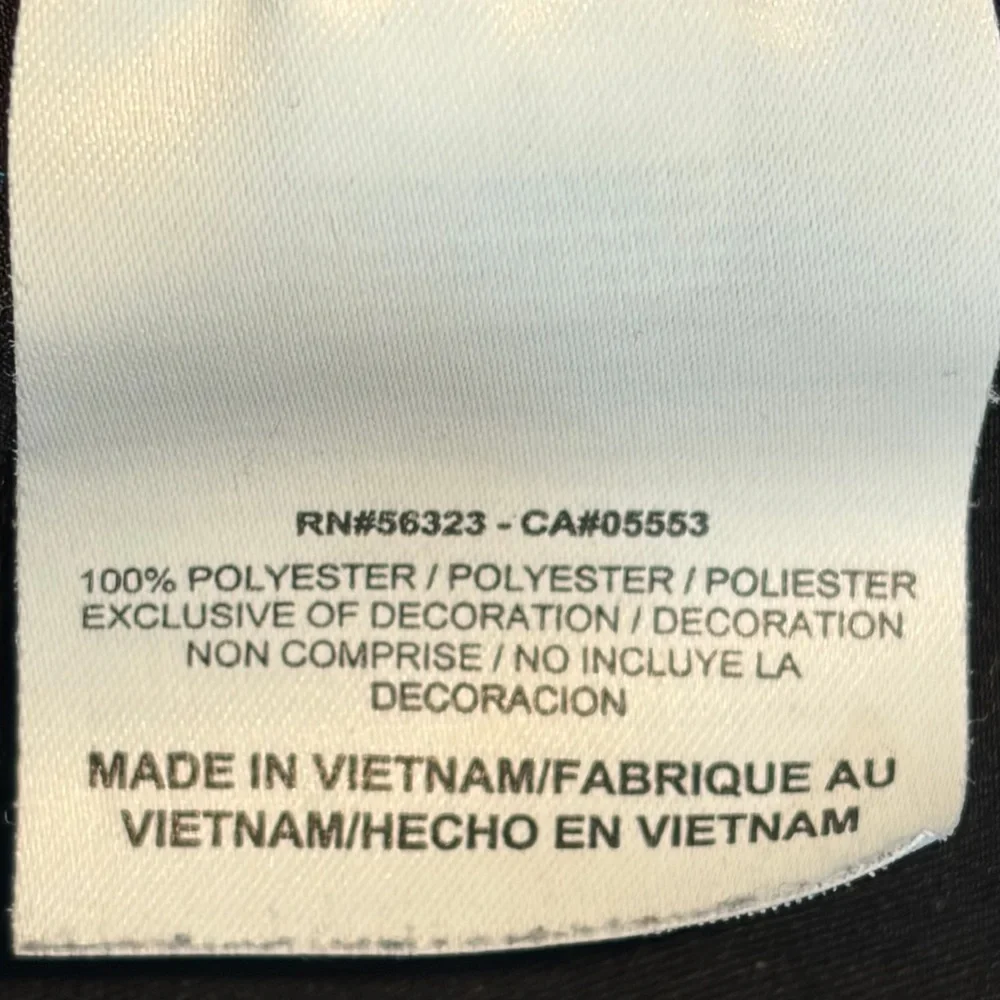 RN#56323 - CA#05553
100% POLYESTER / POLYESTER / POLIESTER
EXCLUSIVE OF DECORATION / DECORATION
NON COMPRISE / NO INCLUYE LA
DECORACION
MADE IN VIETNAM/FABRIQUE AU
VIETNAM/HECHO EN VIETNAM